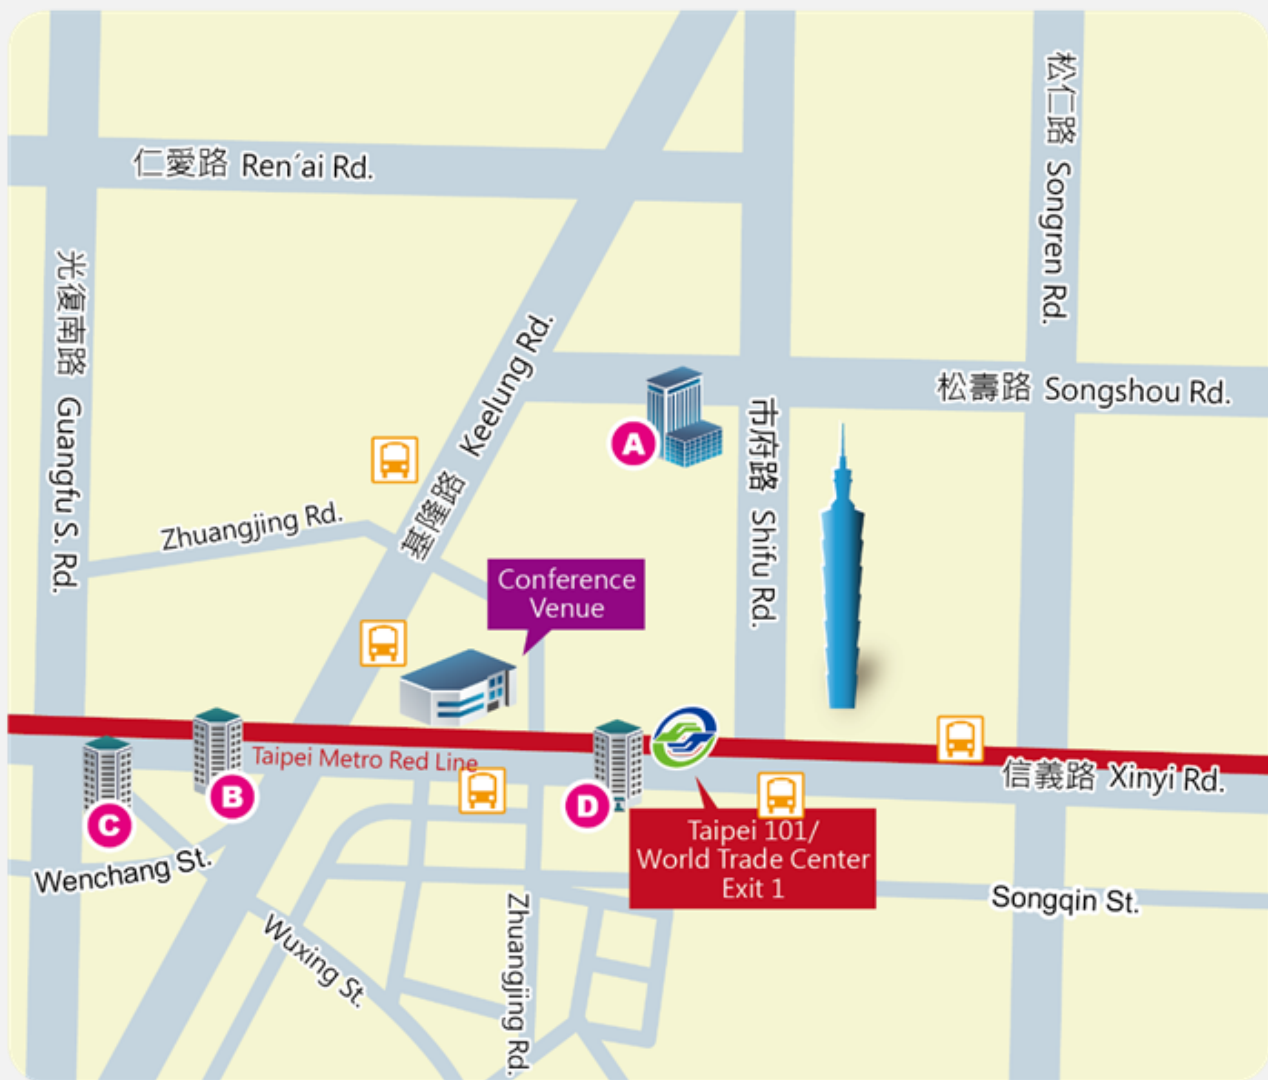 松仁路 Songren Rd.
仁愛路 Ren´ai Rd.
光復南路 Guangfu S. Rd.
基隆路 Keelung Rd.
松壽路 Songshou Rd.
A
市府路 Shifu Rd.
Zhuangjing Rd.
Conference
Venue
Taipei Metro Red Line
信義路 Xinyi Rd.
B
C
D
Taipei 101/
World Trade Center
Exit 1
Wenchang St.
Songqin St.
Wuxing St.
Zhuangjing Rd.